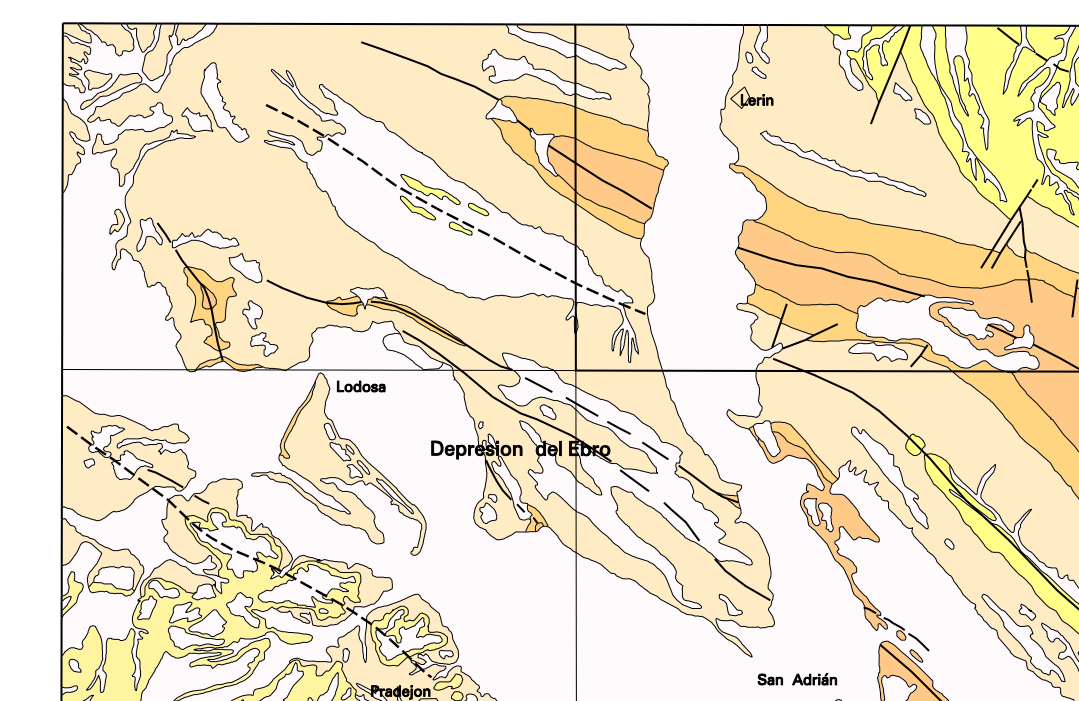 Lerin
Lodosa
Depresion del Ebro
San Adrián
Pradejon